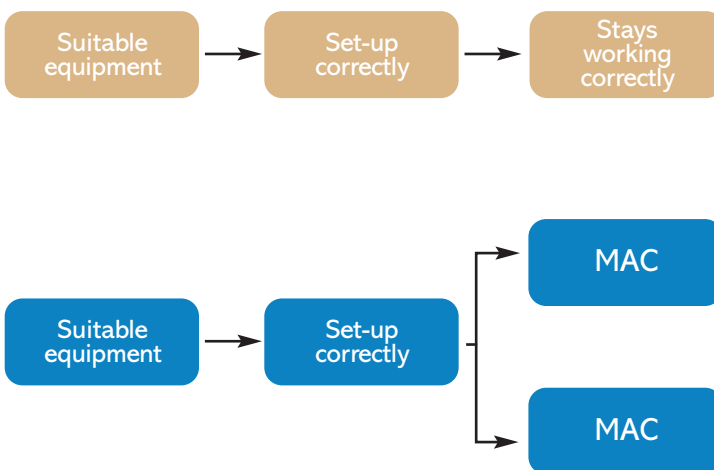 Suitable
equipment
Set-up
correctly
Stays
working
correctly
MAC
Suitable
equipment
Set-up
correctly
MAC